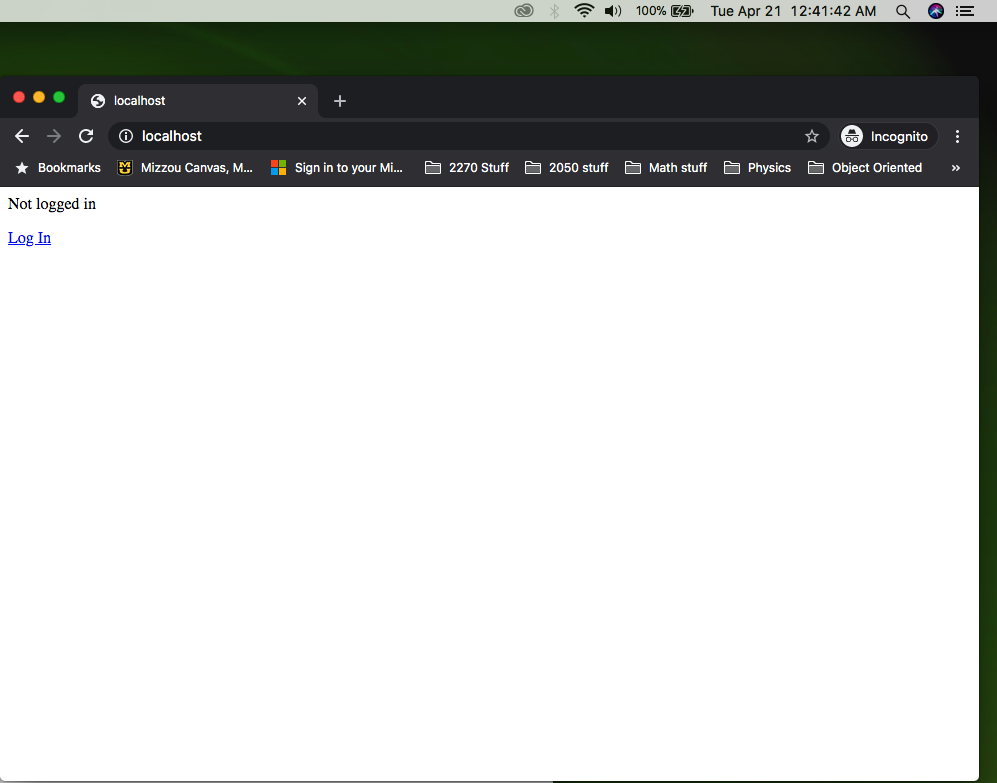 100% Tue Apr 21 12:41:42 AM
localhost
localhost Incognito
Bookmarks Mizzou Canvas, M... Sign in to your Mi... 2270 Stuff 2050 stuff Math stuff Physics Object Oriented »
Not logged in
Log In